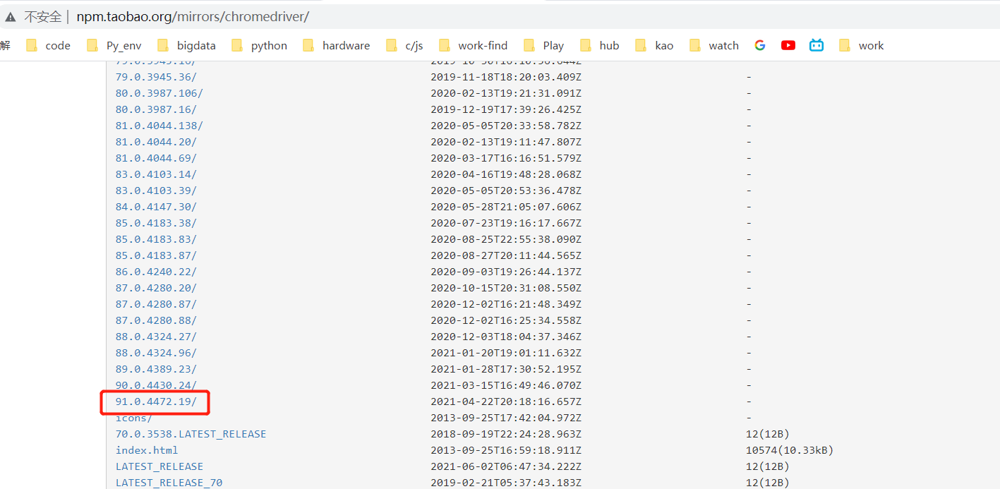 不安全 | npm.taobao.org/mirrors/chromedriver/
解 code Py_env bigdata python hardware c/js work-find Play hub kao watch G work
79.0.3945.36/ 2019-11-18T18:20:03.409Z -
80.0.3987.106/ 2020-02-13T19:21:31.091Z -
80.0.3987.16/ 2019-12-19T17:39:26.425Z -
81.0.4044.138/ 2020-05-05T20:33:58.782Z -
81.0.4044.20/ 2020-02-13T19:11:47.807Z -
81.0.4044.69/ 2020-03-17T16:16:51.579Z -
83.0.4103.14/ 2020-04-16T19:48:28.068Z -
83.0.4103.39/ 2020-05-05T20:53:36.478Z -
84.0.4147.30/ 2020-05-28T21:05:07.606Z -
85.0.4183.38/ 2020-07-23T19:16:17.667Z -
85.0.4183.83/ 2020-08-25T22:55:38.090Z -
85.0.4183.87/ 2020-08-27T20:11:44.565Z -
86.0.4240.22/ 2020-09-03T19:26:44.137Z -
87.0.4280.20/ 2020-10-15T20:31:08.550Z -
87.0.4280.87/ 2020-12-02T16:21:48.349Z -
87.0.4280.88/ 2020-12-02T16:25:34.558Z -
88.0.4324.27/ 2020-12-03T18:04:37.346Z -
88.0.4324.96/ 2021-01-20T19:01:11.632Z -
89.0.4389.23/ 2021-01-28T17:30:52.195Z -
90.0.4430.24/ 2021-03-15T16:49:46.070Z -
91.0.4472.19/ 2021-04-22T20:18:16.657Z -
icons/ 2013-09-25T17:42:04.972Z -
70.0.3538.LATEST_RELEASE 2018-09-19T22:24:28.963Z 12(12B)
index.html 2013-09-25T16:59:18.911Z 10574(10.33kB)
LATEST_RELEASE 2021-06-02T06:47:34.222Z 12(12B)
LATEST_RELEASE_70 2019-02-21T05:37:43.183Z 12(12B)